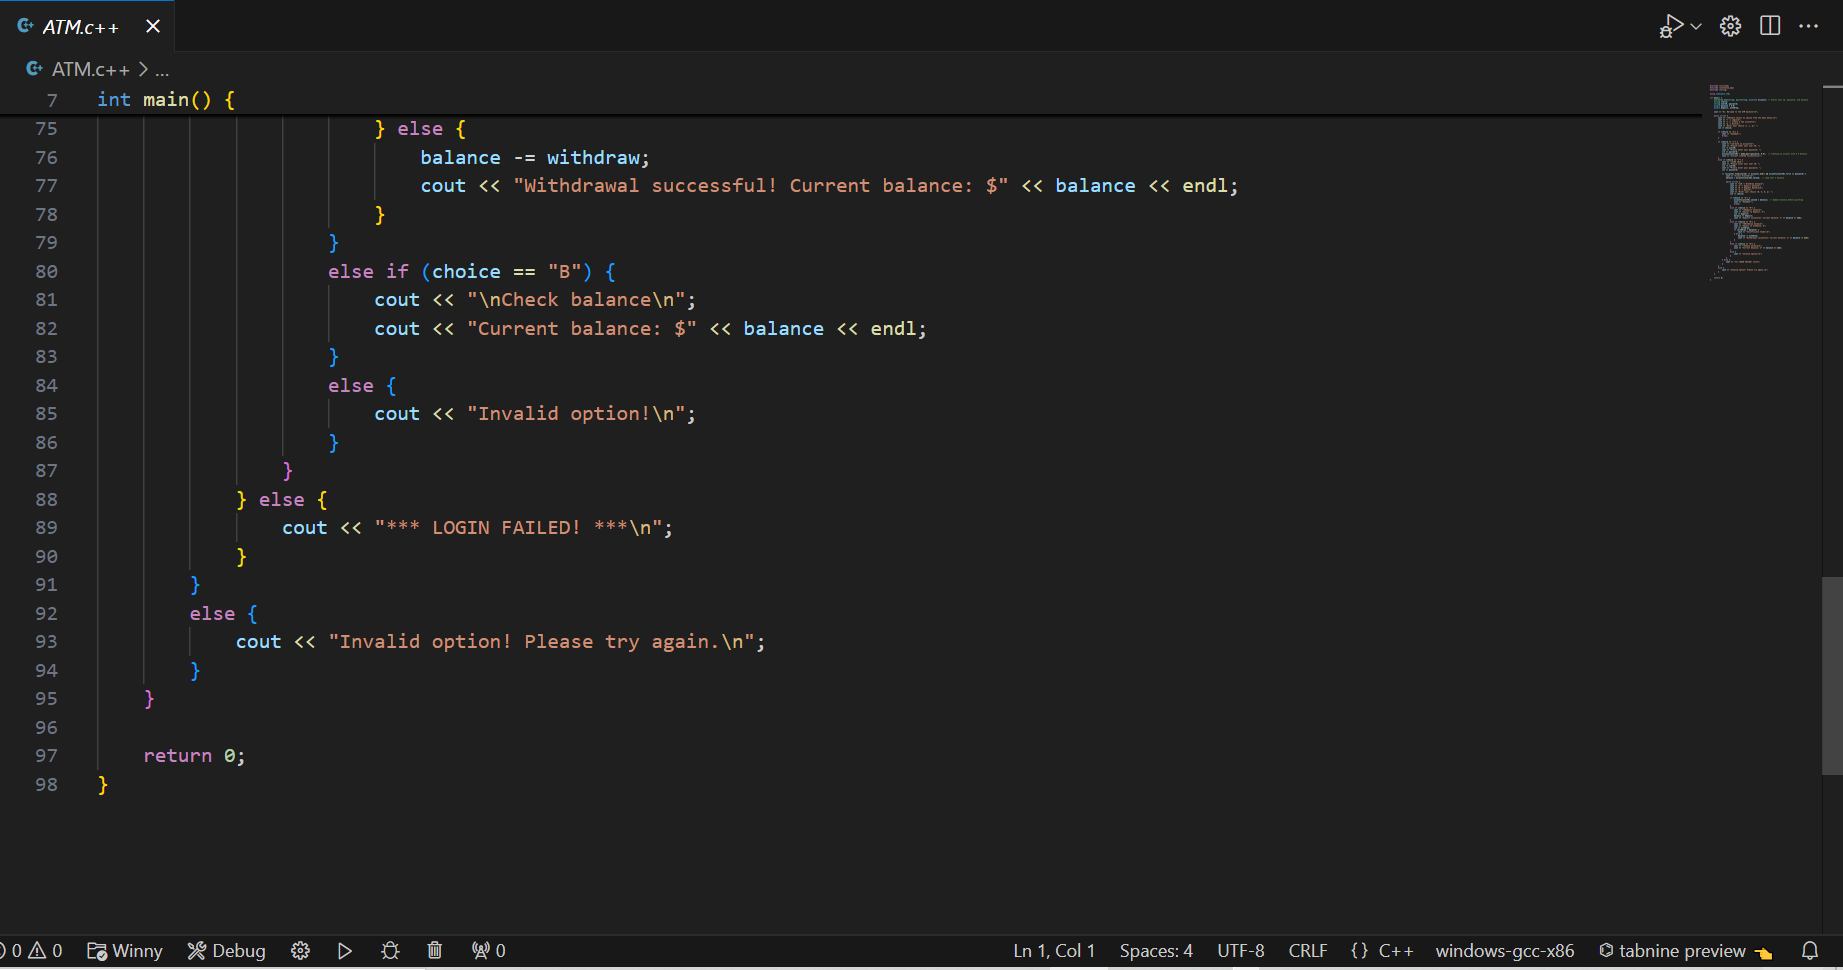 ATM.c++
ATM.c++ > ...
7 int main() {
75 } else {
76 balance -= withdraw;
77 cout << "Withdrawal successful! Current balance: $" << balance << endl;
78 }
79 }
80 else if (choice == "B") {
81 cout << "\nCheck balance\n";
82 cout << "Current balance: $" << balance << endl;
83 }
84 else {
85 cout << "Invalid option!\n";
86 }
87 }
88 } else {
89 cout << "*** LOGIN FAILED! ***\n";
90 }
91 }
92 else {
93 cout << "Invalid option! Please try again.\n";
94 }
95 }
96
97 return 0;
98 }
0 0 Winny Debug 0 Ln 1, Col 1 Spaces: 4 UTF-8 CRLF {} C++ windows-gcc-x86 tabnine preview